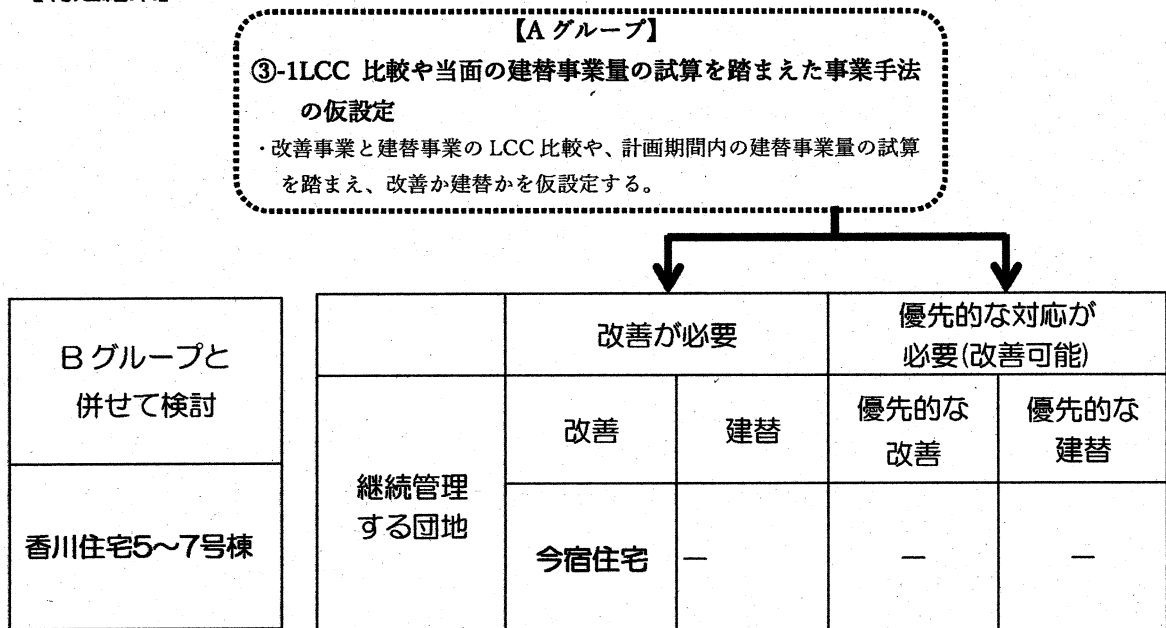 【Aグループ】
③-1LCC 比較や当面の建替事業量の試算を踏まえた事業手法
の仮設定
・改善事業と建替事業の LCC 比較や、計画期間内の建替事業量の試算
を踏まえ、改善か建替かを仮設定する。
Bグループと
併せて検討
香川住宅5～7号棟
改善が必要
優先的な対応が
必要(改善可能)
継続管理
する団地
改善
建替
優先的な
改善
優先的な
建替
今宿住宅
—
—
—